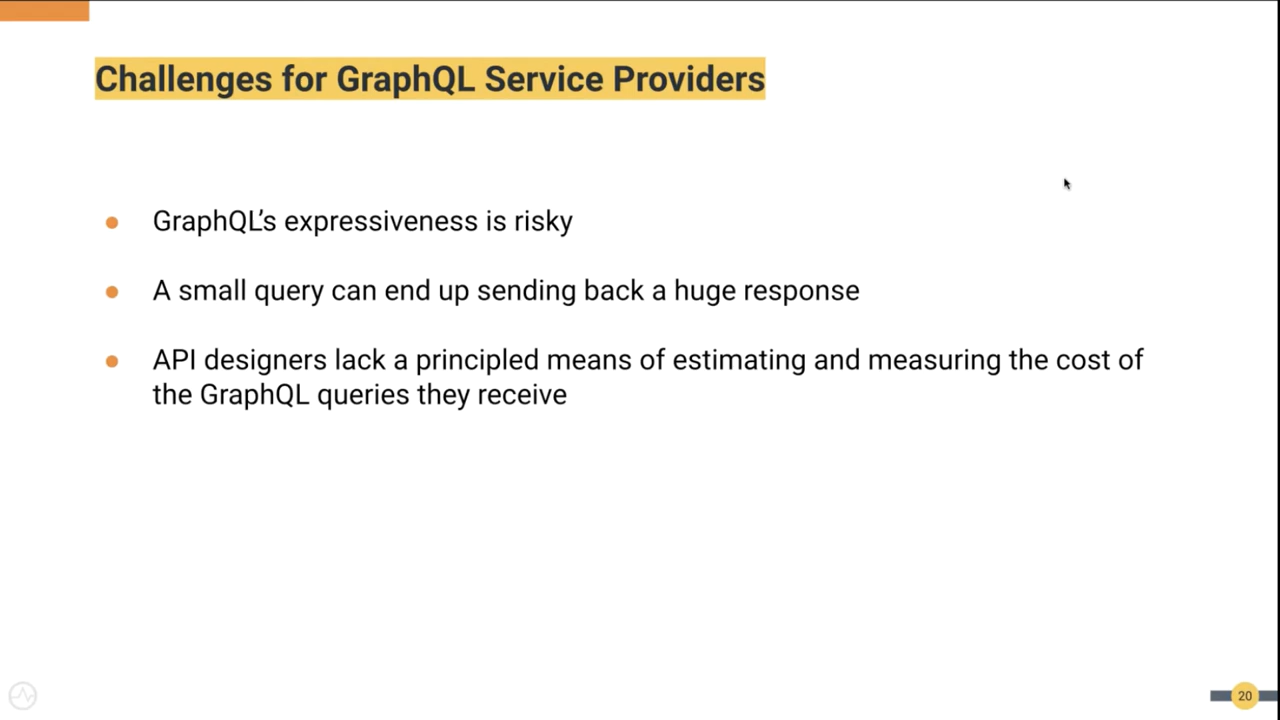 Challenges for GraphQL Service Providers
GraphQL’s expressiveness is risky
A small query can end up sending back a huge response
API designers lack a principled means of estimating and measuring the cost of
the GraphQL queries they receive
20